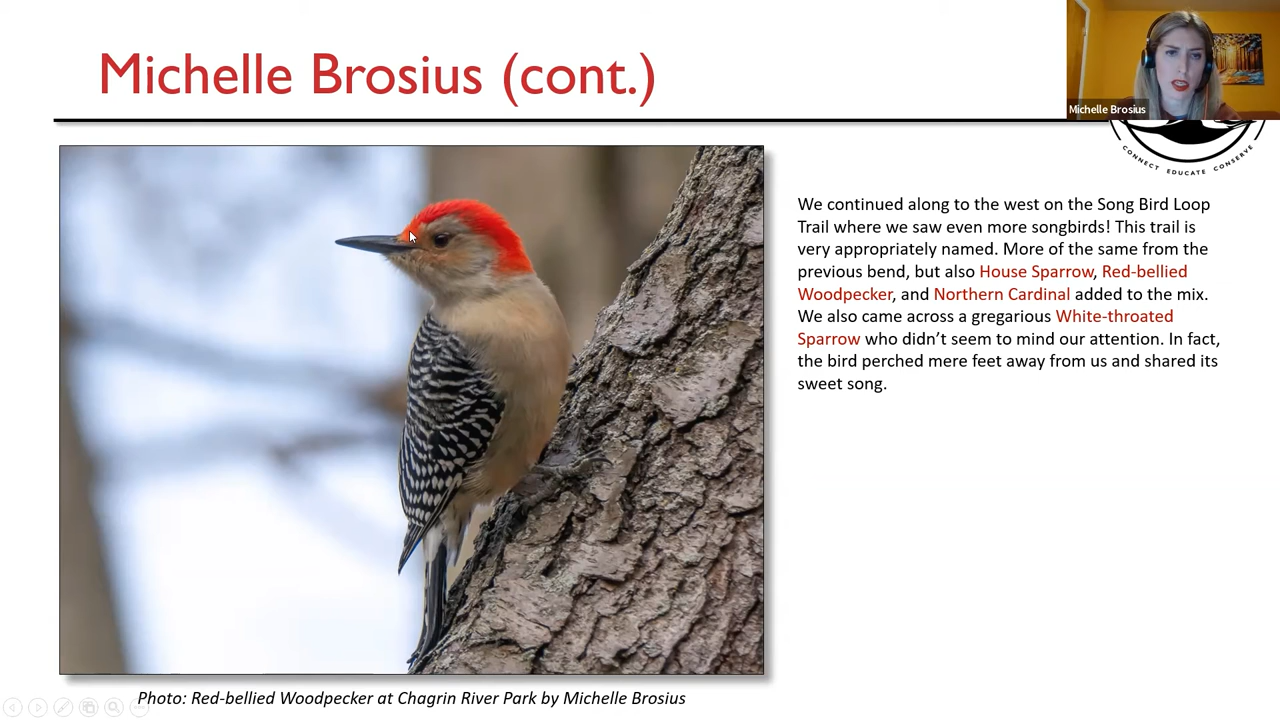 Michelle Brosius (cont.)
Michelle Brosius
CONNECT EDUCATE CONSERVE
We continued along to the west on the Song Bird Loop
Trail where we saw even more songbirds! This trail is
very appropriately named. More of the same from the
previous bend, but also House Sparrow, Red-bellied
Woodpecker, and Northern Cardinal added to the mix.
We also came across a gregarious White-throated
Sparrow who didn’t seem to mind our attention. In fact,
the bird perched mere feet away from us and shared its
sweet song.
Photo: Red-bellied Woodpecker at Chagrin River Park by Michelle Brosius